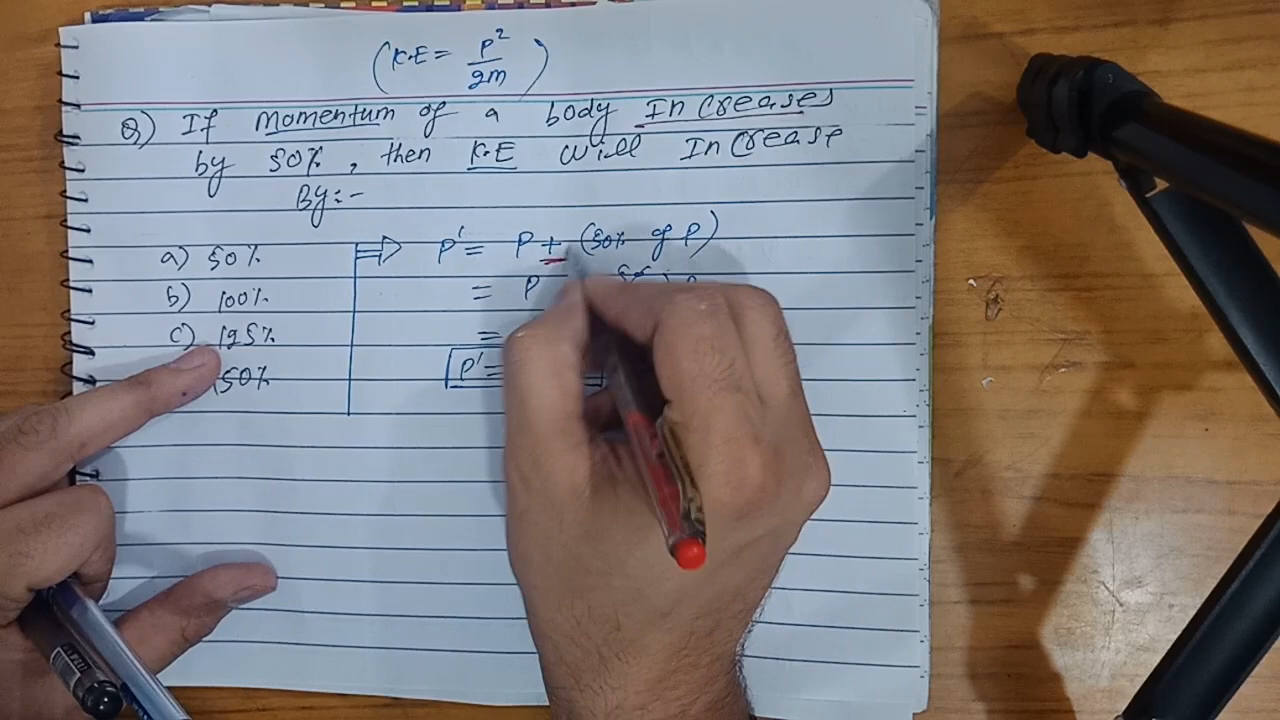 (K.E = P²/2m)
Q) If Momentum of a body Increases
by 50%, then K.E will Increase
By:-
a) 50%
b) 100%
c) 125%
150%
⇒ P' = P + (50% of P)
= P
=
P' =